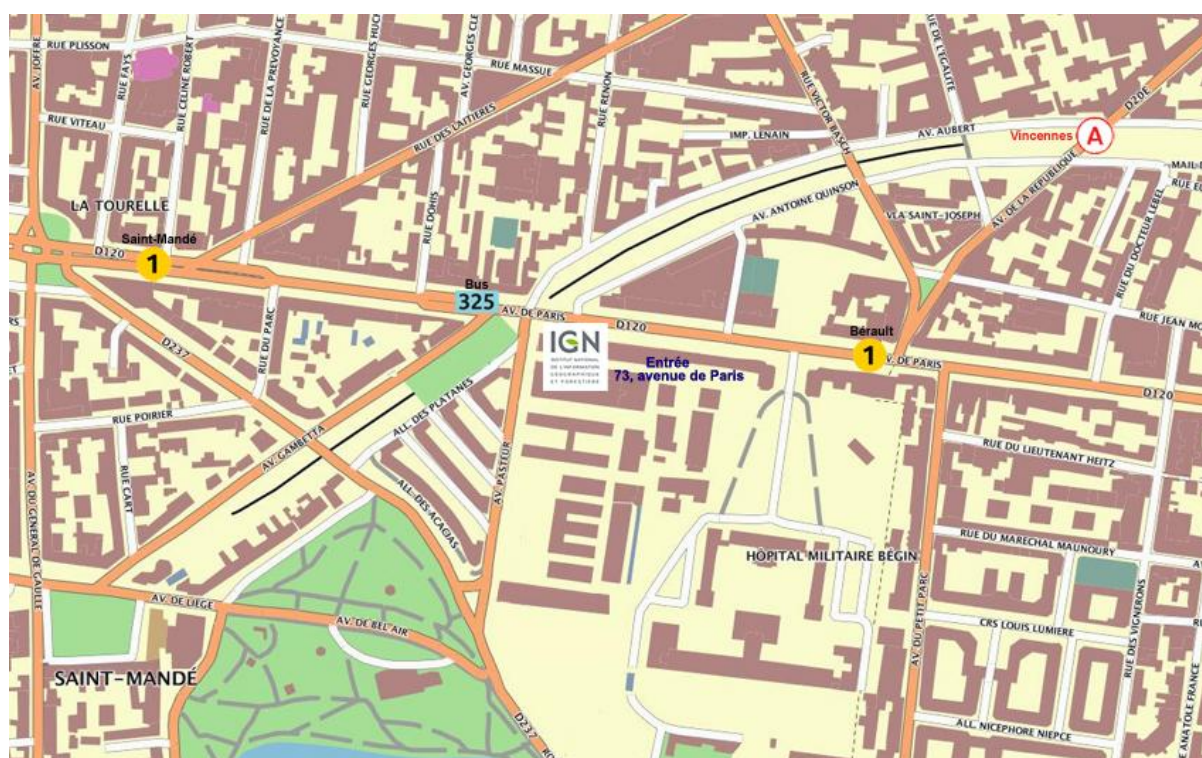 RUE PLISSON
AV. JOFFRE
RUE FAYS
RUE CELINE ROBERT
RUE DE LA PREVOYANCE
RUE GEORGES HUCH
AV. GEORGES CLE
RUE MASSUE
RUE RENON
RUE VICTOR BASCH
RUE DE L'EGALITE
D20E
RUE VITEAU
RUE DES LAITIERES
IMP. LENAIN
AV. AUBERT
Vincennes
A
AV. DE LA REPUBLIQUE
MAIL D
AV. ANTOINE QUINSON
VLA SAINT-JOSEPH
RUE DU DOCTEUR LEBEL
LA TOURELLE
RUE DOHIS
Saint-Mandé
1
D120
Bus
325
AV. DE PARIS
D120
RUE JEAN MO
D237
RUE DU PARC
IGN
INSTITUT NATIONAL
DE L'INFORMATION
GÉOGRAPHIQUE
ET FORESTIÈRE
Entrée
73, avenue de Paris
Bérault
1
AV. DE PARIS
D120
RUE POIRIER
ALL. DES PLATANES
AV. GAMBETTA
RUE CART
AV. PASTEUR
ALL. DES ACACIAS
RUE DU LIEUTENANT HEITZ
AV. DU GENERAL DE GAULLE
RUE DU MARECHAL MAUNOURY
HÔPITAL MILITAIRE BÉGIN
AV. DE LIÈGE
AV. DE BEL AIR
AV. DU PETIT PARC
CRS LOUIS LUMIERE
RUE DES VIGNERONS
SAINT-MANDÉ
D237
ALL. NICEPHORE NIEPCE
E ANATOLE FRANCE